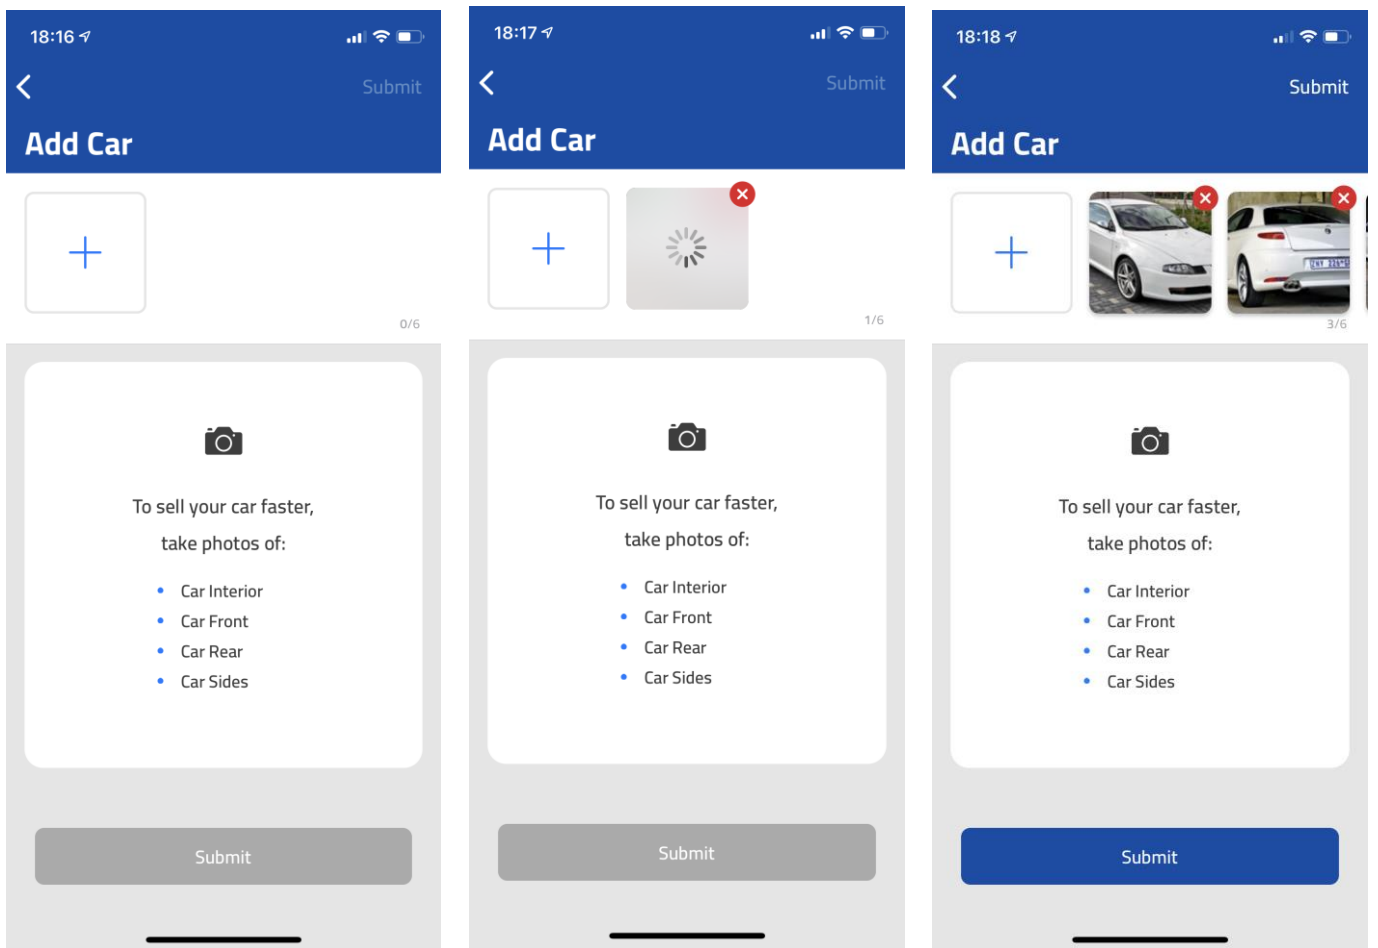 18:16
Submit
Add Car
0/6
To sell your car faster,
take photos of:
Car Interior
Car Front
Car Rear
Car Sides
Submit
18:17
Submit
Add Car
1/6
To sell your car faster,
take photos of:
Car Interior
Car Front
Car Rear
Car Sides
Submit
18:18
Submit
Add Car
3/6
To sell your car faster,
take photos of:
Car Interior
Car Front
Car Rear
Car Sides
Submit